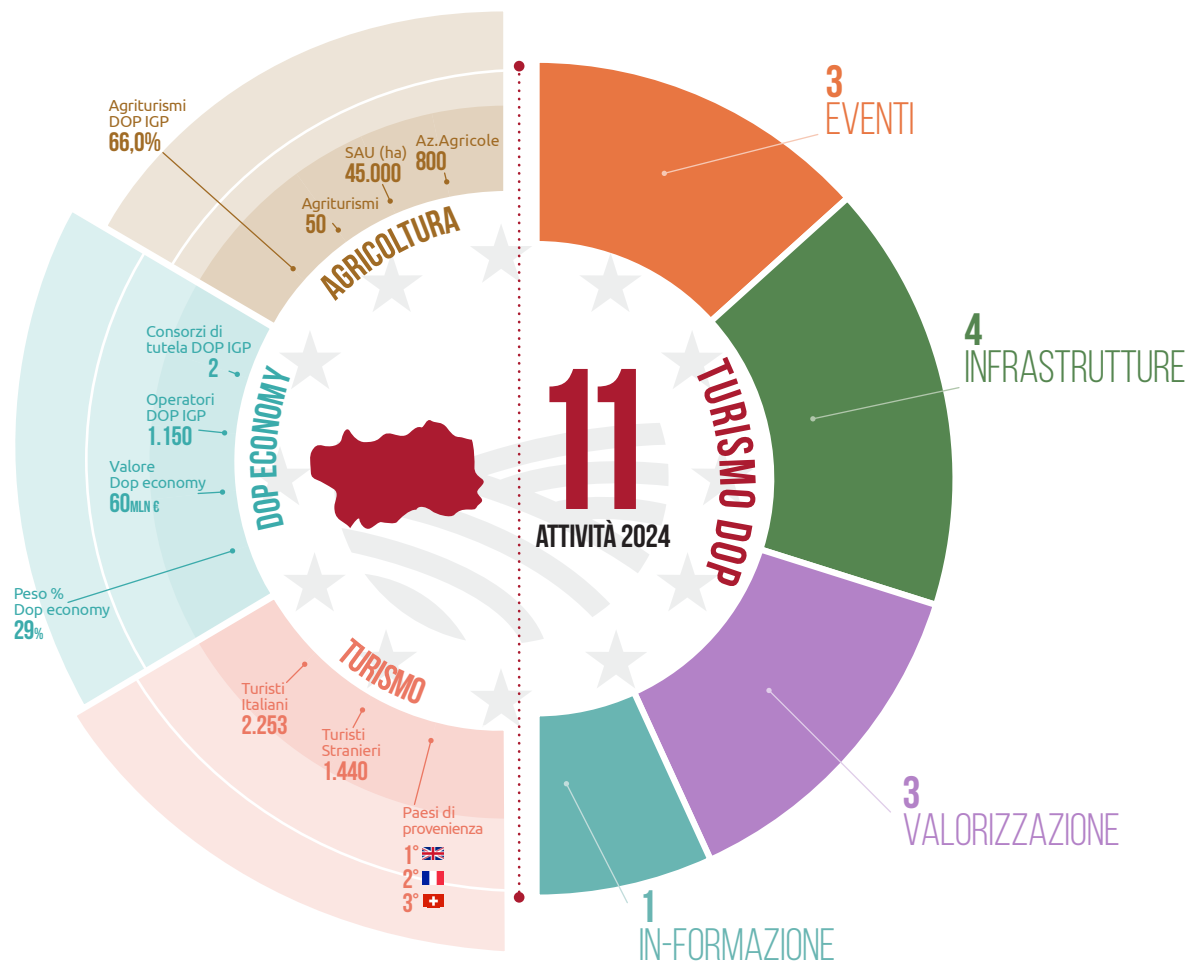 Agriturismi
DOP IGP
66,0%
SAU (ha)
45.000
Az.Agricole
800
Agriturismi
50
AGRICOLTURA
Consorzi di
tutela DOP IGP
2
Operatori
DOP IGP
1.150
Valore
Dop economy
60MLN €
Peso %
Dop economy
29%
DOP ECONOMY
TURISMO
Turisti
Italiani
2.253
Turisti
Stranieri
1.440
Paesi di
provenienza
1°
2°
3°
11
ATTIVITÀ 2024
TURISMO DOP
3
EVENTI
4
INFRASTRUTTURE
3
VALORIZZAZIONE
1
IN-FORMAZIONE